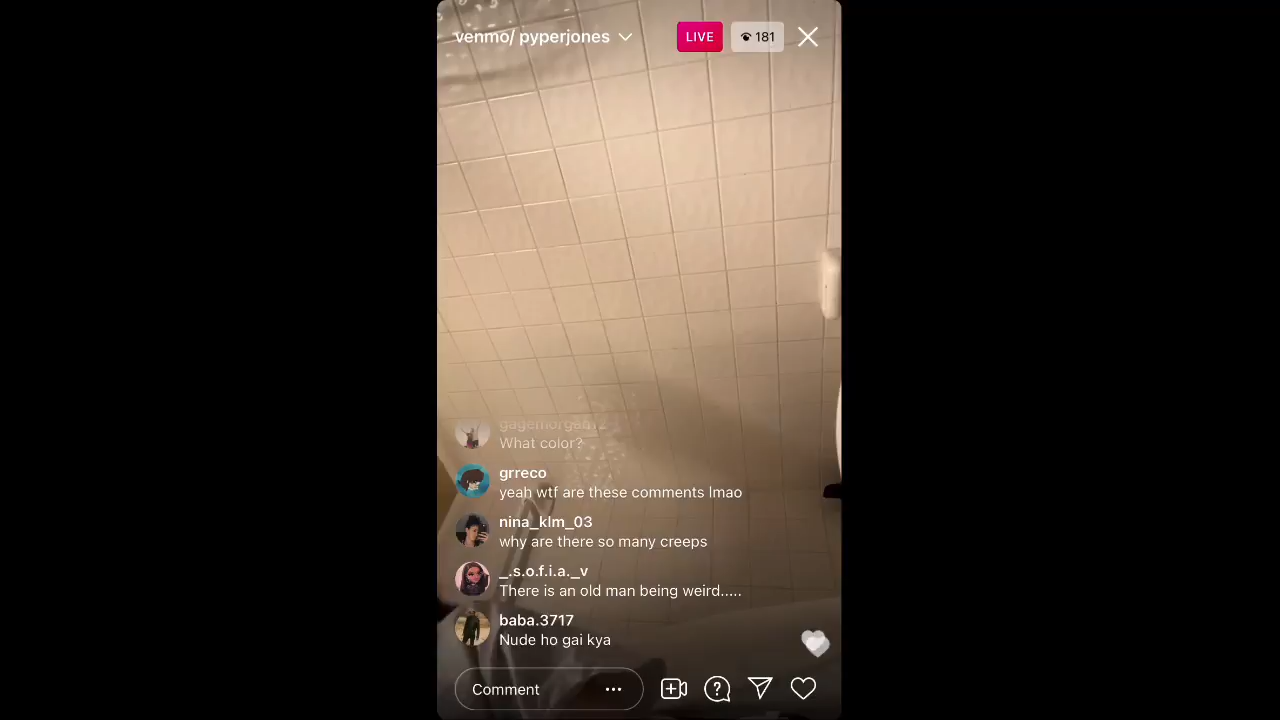 venmo/ pyperjones
LIVE
181
What color?
grreco
yeah wtf are these comments lmao
nina_klm_03
why are there so many creeps
_.s.o.f.i.a._v
There is an old man being weird.....
baba.3717
Nude ho gai kya
Comment